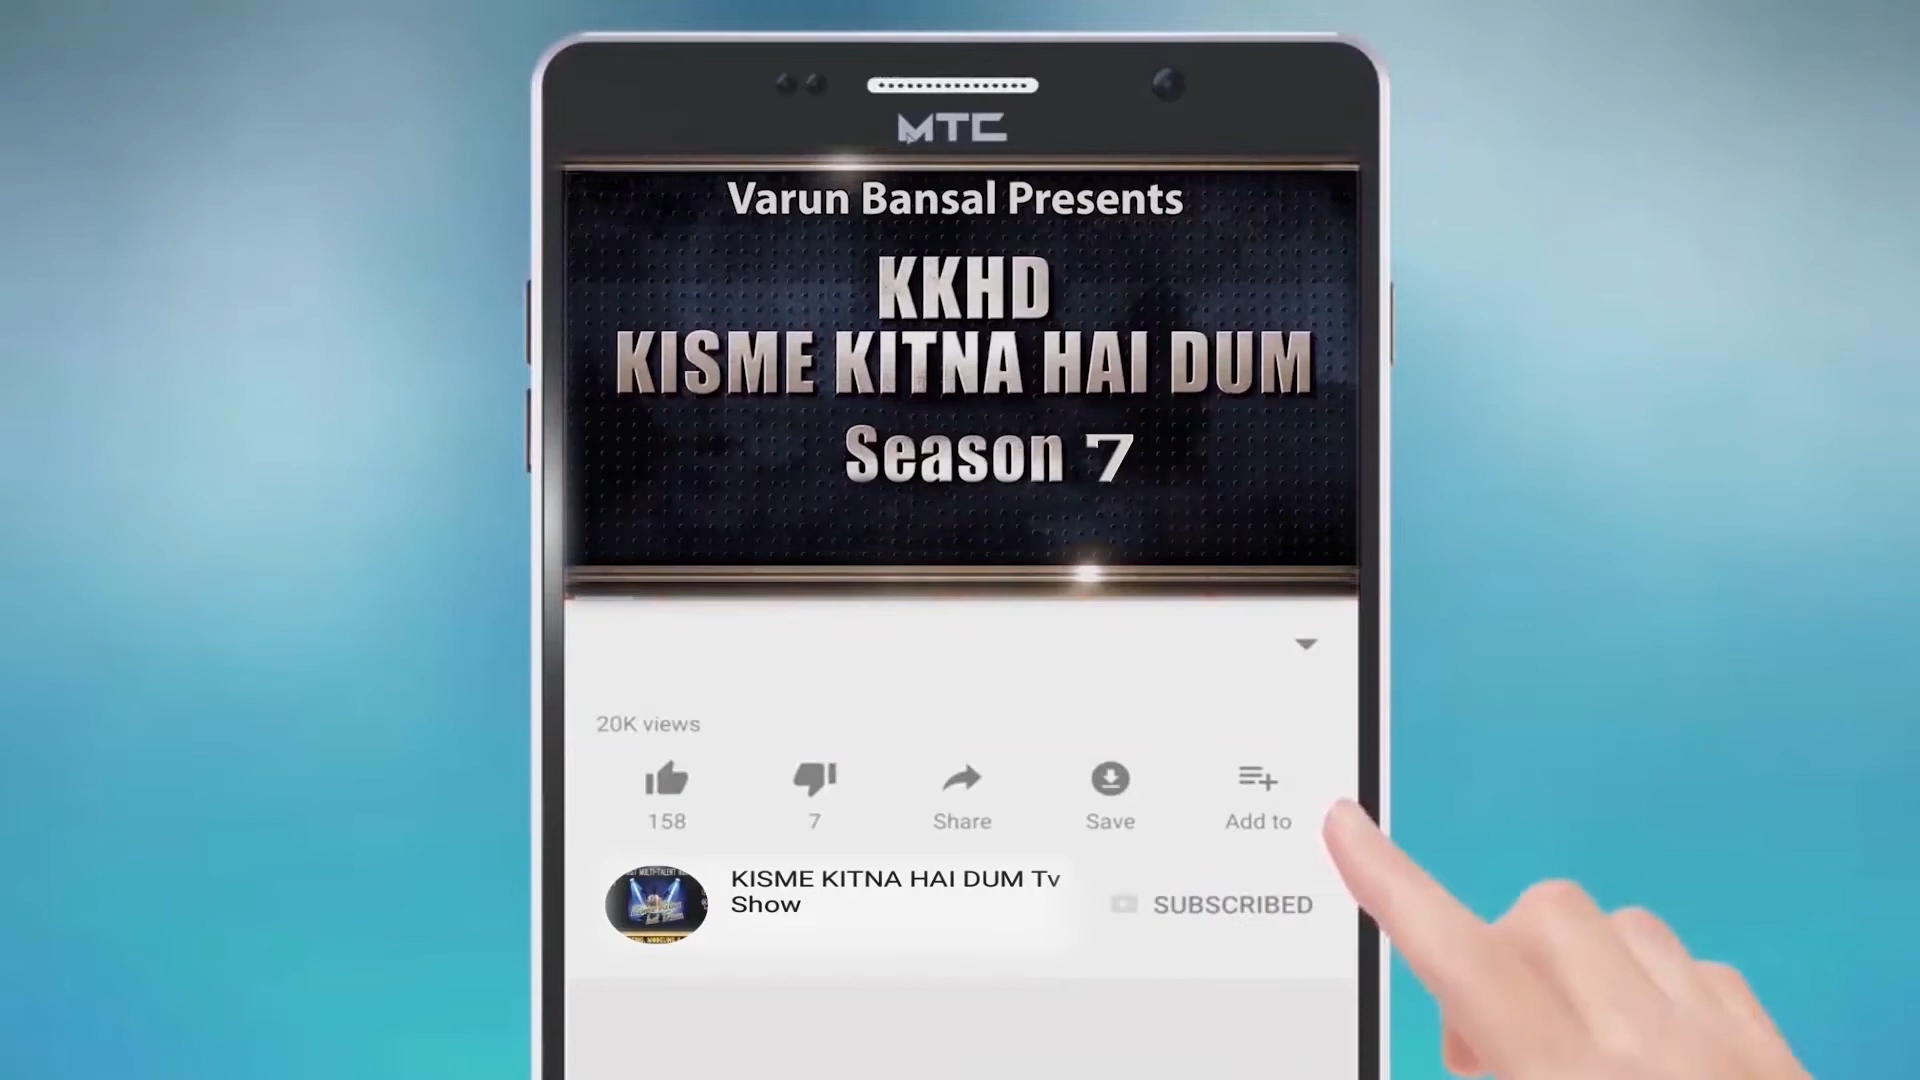 MTC
Varun Bansal Presents
KKHD
KISME KITNA HAI DUM
Season 7
20K views
158
7
Share
Save
Add to
KISME KITNA HAI DUM Tv
Show
SUBSCRIBED